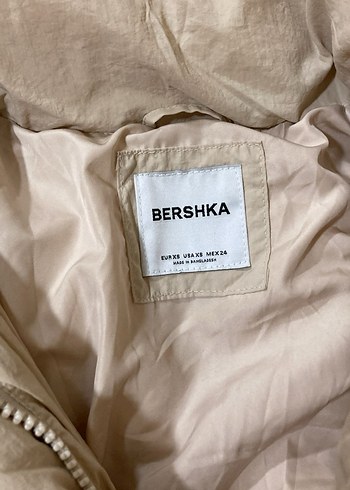 BERSHKA
EUR XS USA XS MEX 24
MADE IN BANGLADESH